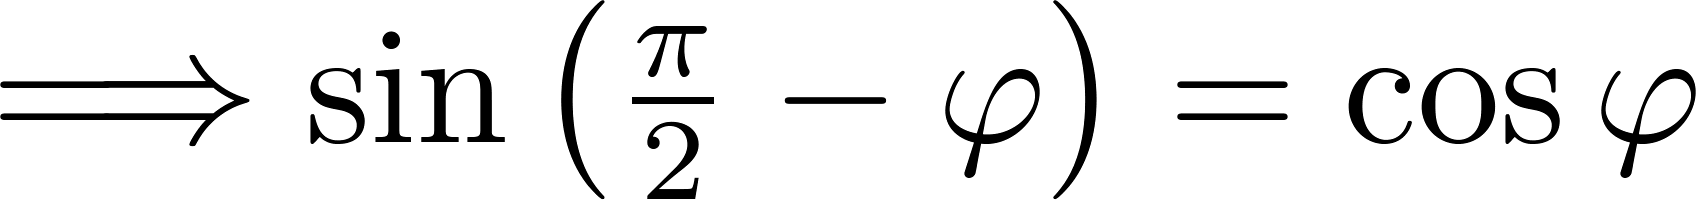 ⟹ sin (π/2 − φ) = cos φ